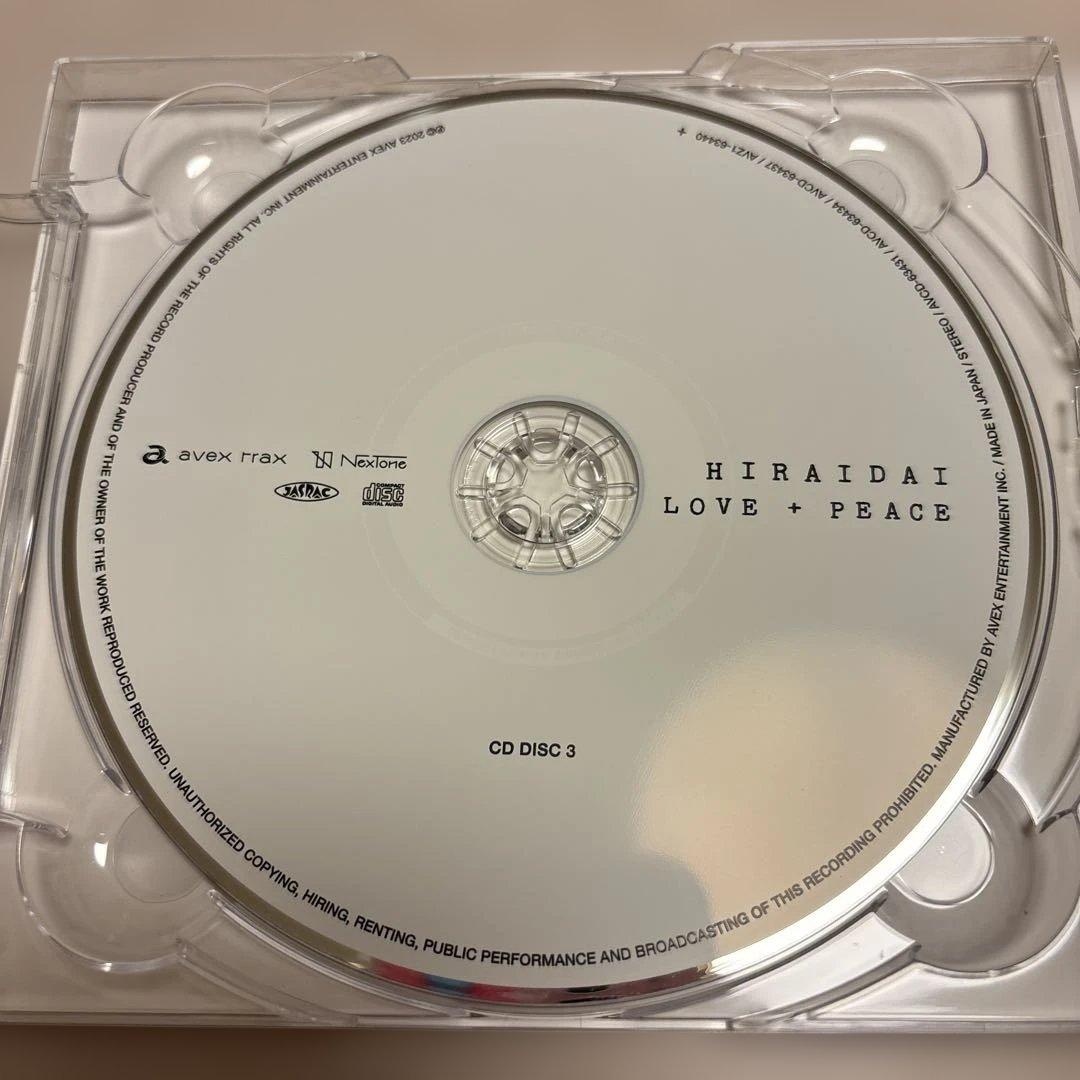 ℗© 2023 AVEX ENTERTAINMENT INC. ALL RIGHTS OF THE RECORD PRODUCER AND OF THE OWNER OF THE WORK REPRODUCED RESERVED. UNAUTHORIZED COPYING, HIRING, RENTING, PUBLIC PERFORMANCE AND BROADCASTING OF THIS RECORDING PROHIBITED. MANUFACTURED BY AVEX ENTERTAINMENT INC. / MADE IN JAPAN / STEREO / AVCD-63431 / AVCD-63434 / AVCD-63437 / AVZ1-63440 +
a avex trax
N NexTone
JASRAC
COMPACT
disc
DIGITAL AUDIO
HIRAIDAI
LOVE + PEACE
CD DISC 3